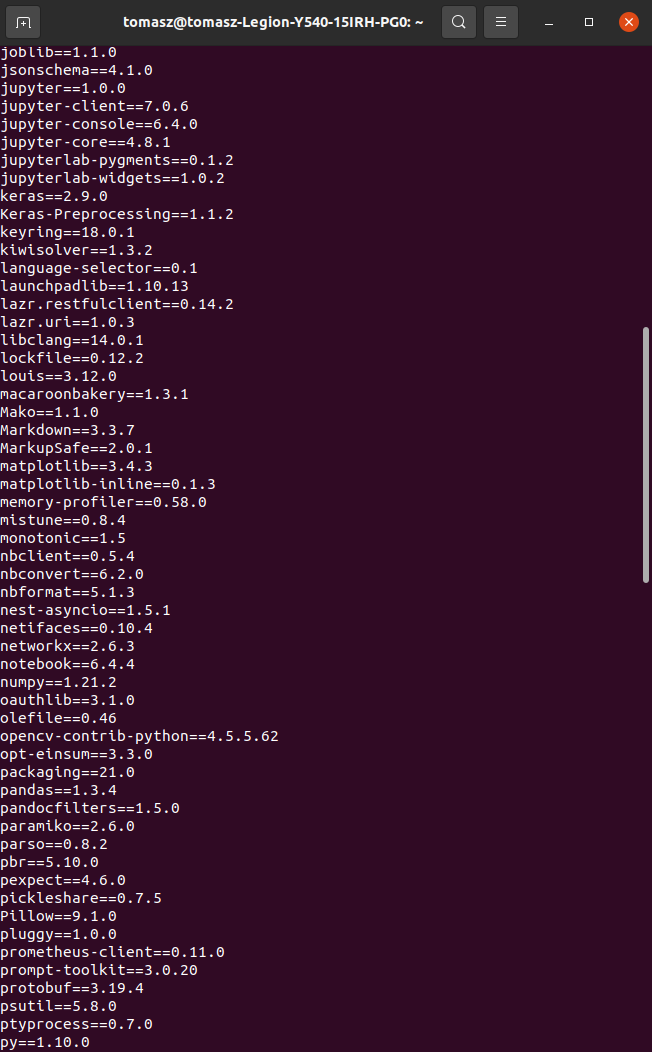 tomasz@tomasz-Legion-Y540-15IRH-PG0: ~
joblib==1.1.0
jsonschema==4.1.0
jupyter==1.0.0
jupyter-client==7.0.6
jupyter-console==6.4.0
jupyter-core==4.8.1
jupyterlab-pygments==0.1.2
jupyterlab-widgets==1.0.2
keras==2.9.0
Keras-Preprocessing==1.1.2
keyring==18.0.1
kiwisolver==1.3.2
language-selector==0.1
launchpadlib==1.10.13
lazr.restfulclient==0.14.2
lazr.uri==1.0.3
libclang==14.0.1
lockfile==0.12.2
louis==3.12.0
macaroonbakery==1.3.1
Mako==1.1.0
Markdown==3.3.7
MarkupSafe==2.0.1
matplotlib==3.4.3
matplotlib-inline==0.1.3
memory-profiler==0.58.0
mistune==0.8.4
monotonic==1.5
nbclient==0.5.4
nbconvert==6.2.0
nbformat==5.1.3
nest-asyncio==1.5.1
netifaces==0.10.4
networkx==2.6.3
notebook==6.4.4
numpy==1.21.2
oauthlib==3.1.0
olefile==0.46
opencv-contrib-python==4.5.5.62
opt-einsum==3.3.0
packaging==21.0
pandas==1.3.4
pandocfilters==1.5.0
paramiko==2.6.0
parso==0.8.2
pbr==5.10.0
pexpect==4.6.0
pickleshare==0.7.5
Pillow==9.1.0
pluggy==1.0.0
prometheus-client==0.11.0
prompt-toolkit==3.0.20
protobuf==3.19.4
psutil==5.8.0
ptyprocess==0.7.0
py==1.10.0